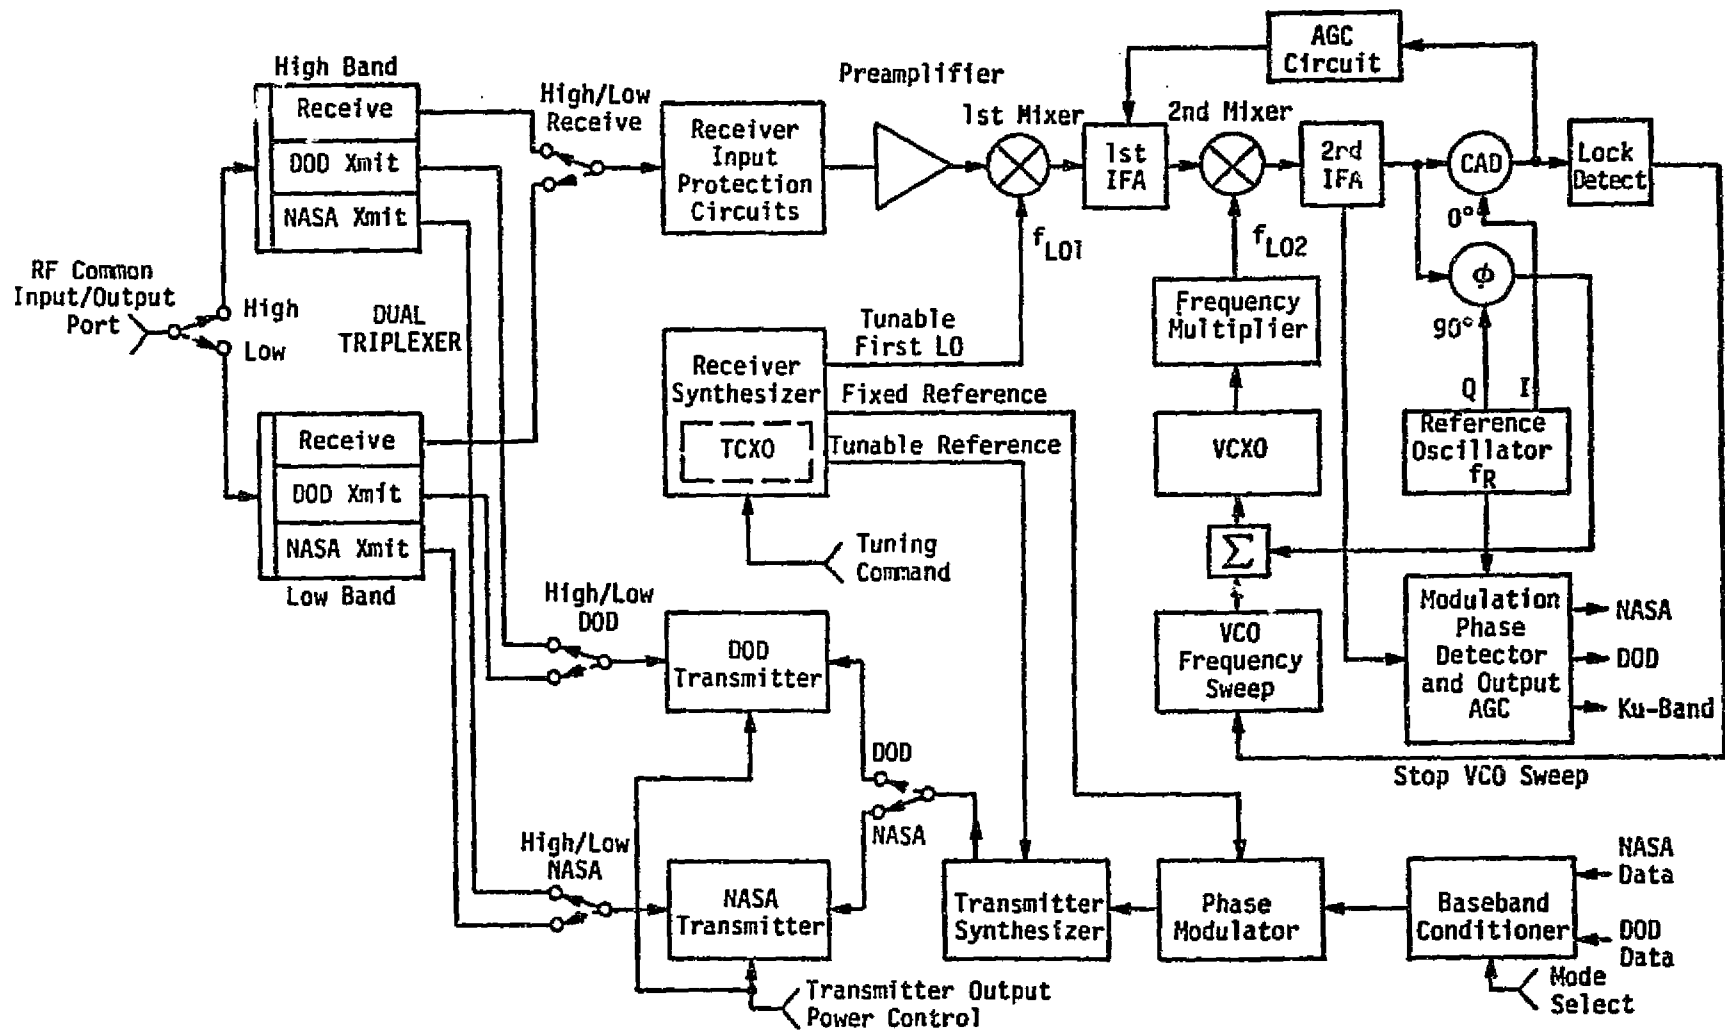 High Band
Receive
DOD Xmit
NASA Xmit
RF Common
Input/Output
Port
High
Low
DUAL
TRIPLEXER
Receive
DOD Xmit
NASA Xmit
Low Band
High/Low
Receive
Receiver
Input
Protection
Circuits
Preamplifier
1st Mixer
fLO1
1st
IFA
2nd Mixer
fLO2
2rd
IFA
AGC
Circuit
CAD
0°
Lock
Detect
ϕ
90°
Q
I
Reference
Oscillator
fR
Frequency
Multiplier
VCXO
Σ
VCO
Frequency
Sweep
Receiver
Synthesizer
TCXO
Tunable
First LO
Fixed Reference
Tunable Reference
Tuning
Command
Modulation
Phase
Detector
and Output
AGC
NASA
DOD
Ku-Band
Stop VCO Sweep
High/Low
DOD
DOD
Transmitter
DOD
NASA
High/Low
NASA
NASA
Transmitter
Transmitter Output
Power Control
Transmitter
Synthesizer
Phase
Modulator
Baseband
Conditioner
NASA
Data
DOD
Data
Mode
Select